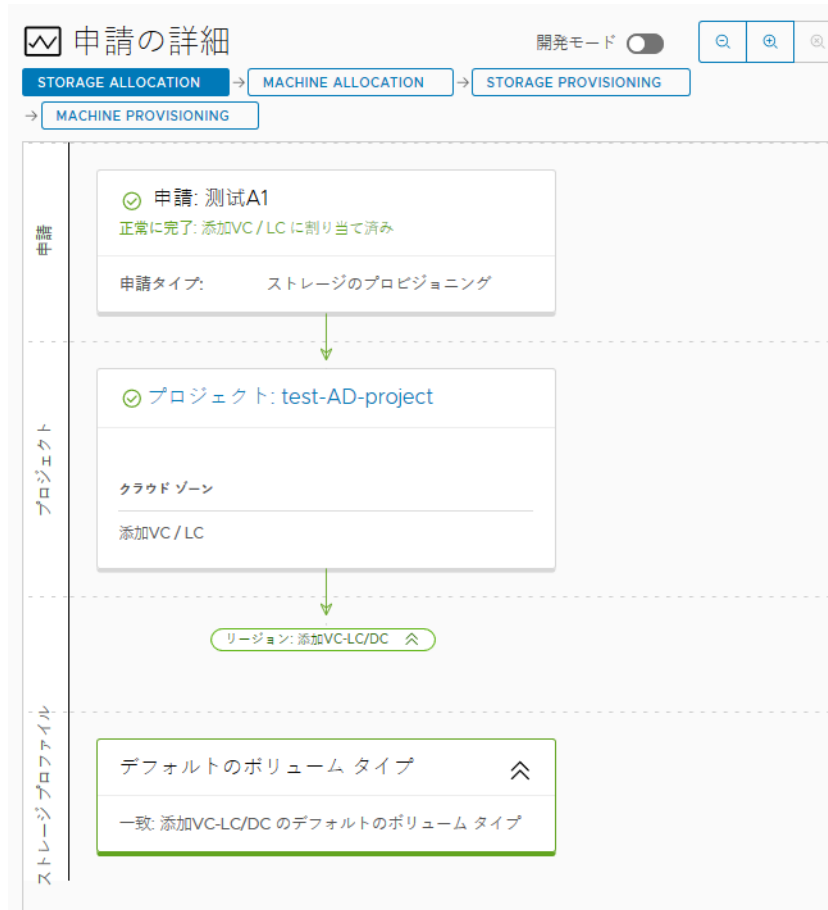 申請の詳細
開発モード
STORAGE ALLOCATION → MACHINE ALLOCATION → STORAGE PROVISIONING
→ MACHINE PROVISIONING
申請
申請: 测试A1
正常に完了: 添加VC / LC に割り当て済み
申請タイプ: ストレージのプロビジョニング
プロジェクト
プロジェクト: test-AD-project
クラウド ゾーン
添加VC / LC
リージョン: 添加VC-LC/DC
ストレージ プロファイル
デフォルトのボリューム タイプ
一致: 添加VC-LC/DC のデフォルトのボリューム タイプ